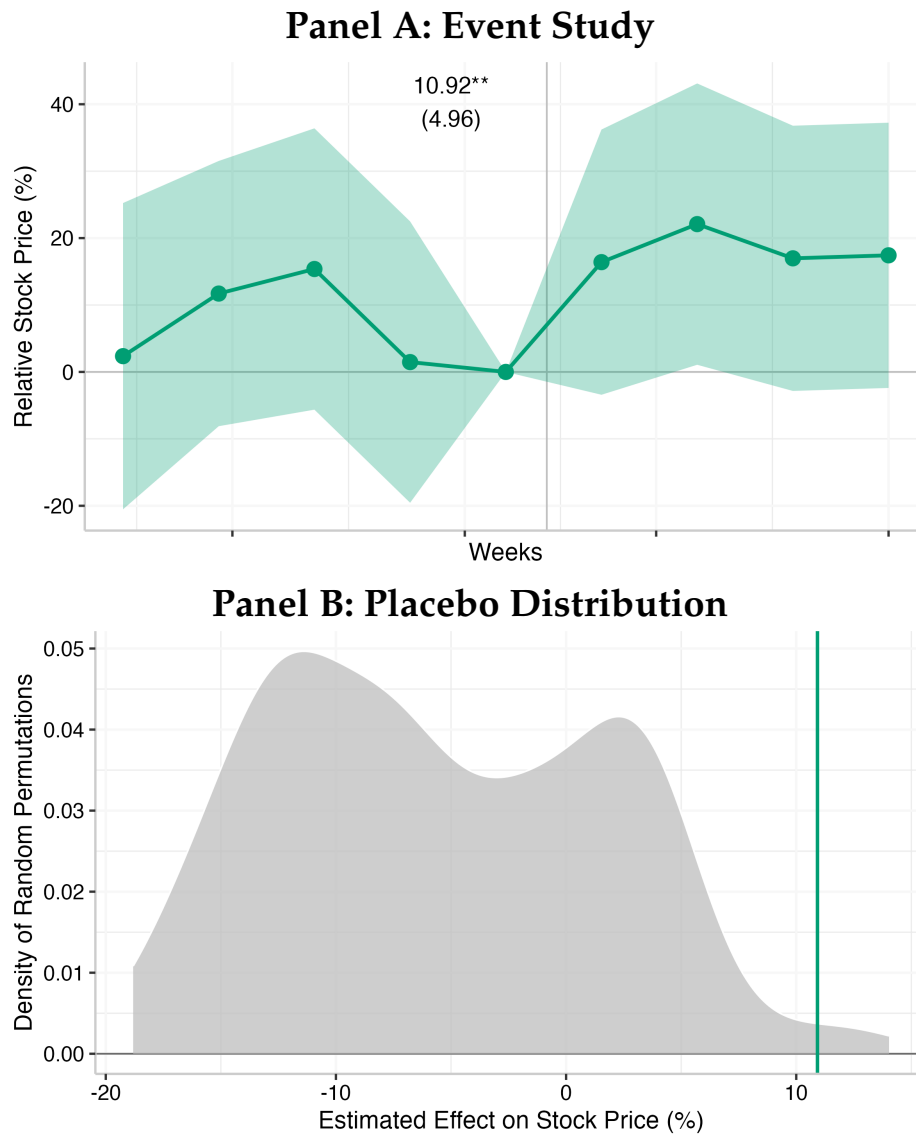 Panel A: Event Study
10.92**
(4.96)
Relative Stock Price (%)
40
20
0
-20
Weeks
Panel B: Placebo Distribution
Density of Random Permutations
0.05
0.04
0.03
0.02
0.01
0.00
-20 -10 0 10
Estimated Effect on Stock Price (%)